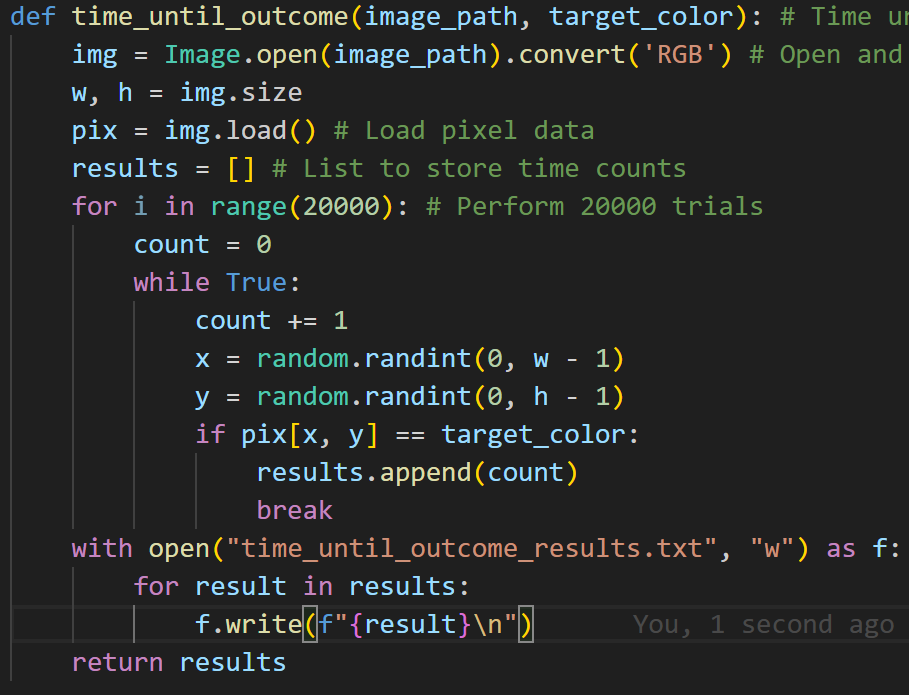 def time_until_outcome(image_path, target_color): # Time
    img = Image.open(image_path).convert('RGB') # Open and
    w, h = img.size
    pix = img.load() # Load pixel data
    results = [] # List to store time counts
    for i in range(20000): # Perform 20000 trials
        count = 0
        while True:
            count += 1
            x = random.randint(0, w - 1)
            y = random.randint(0, h - 1)
            if pix[x, y] == target_color:
                results.append(count)
                break
    with open("time_until_outcome_results.txt", "w") as f:
        for result in results:
            f.write(f"{result}\n") You, 1 second ago
    return results